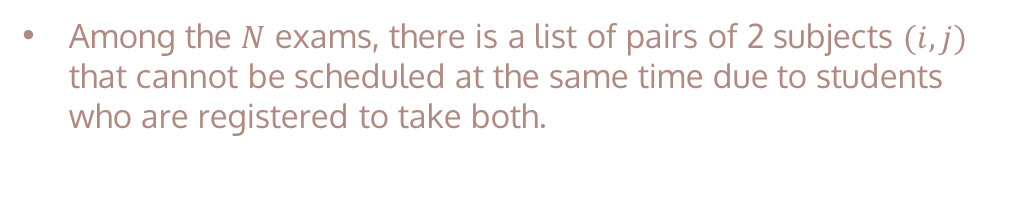 • Among the N exams, there is a list of pairs of 2 subjects (i, j)
that cannot be scheduled at the same time due to students
who are registered to take both.